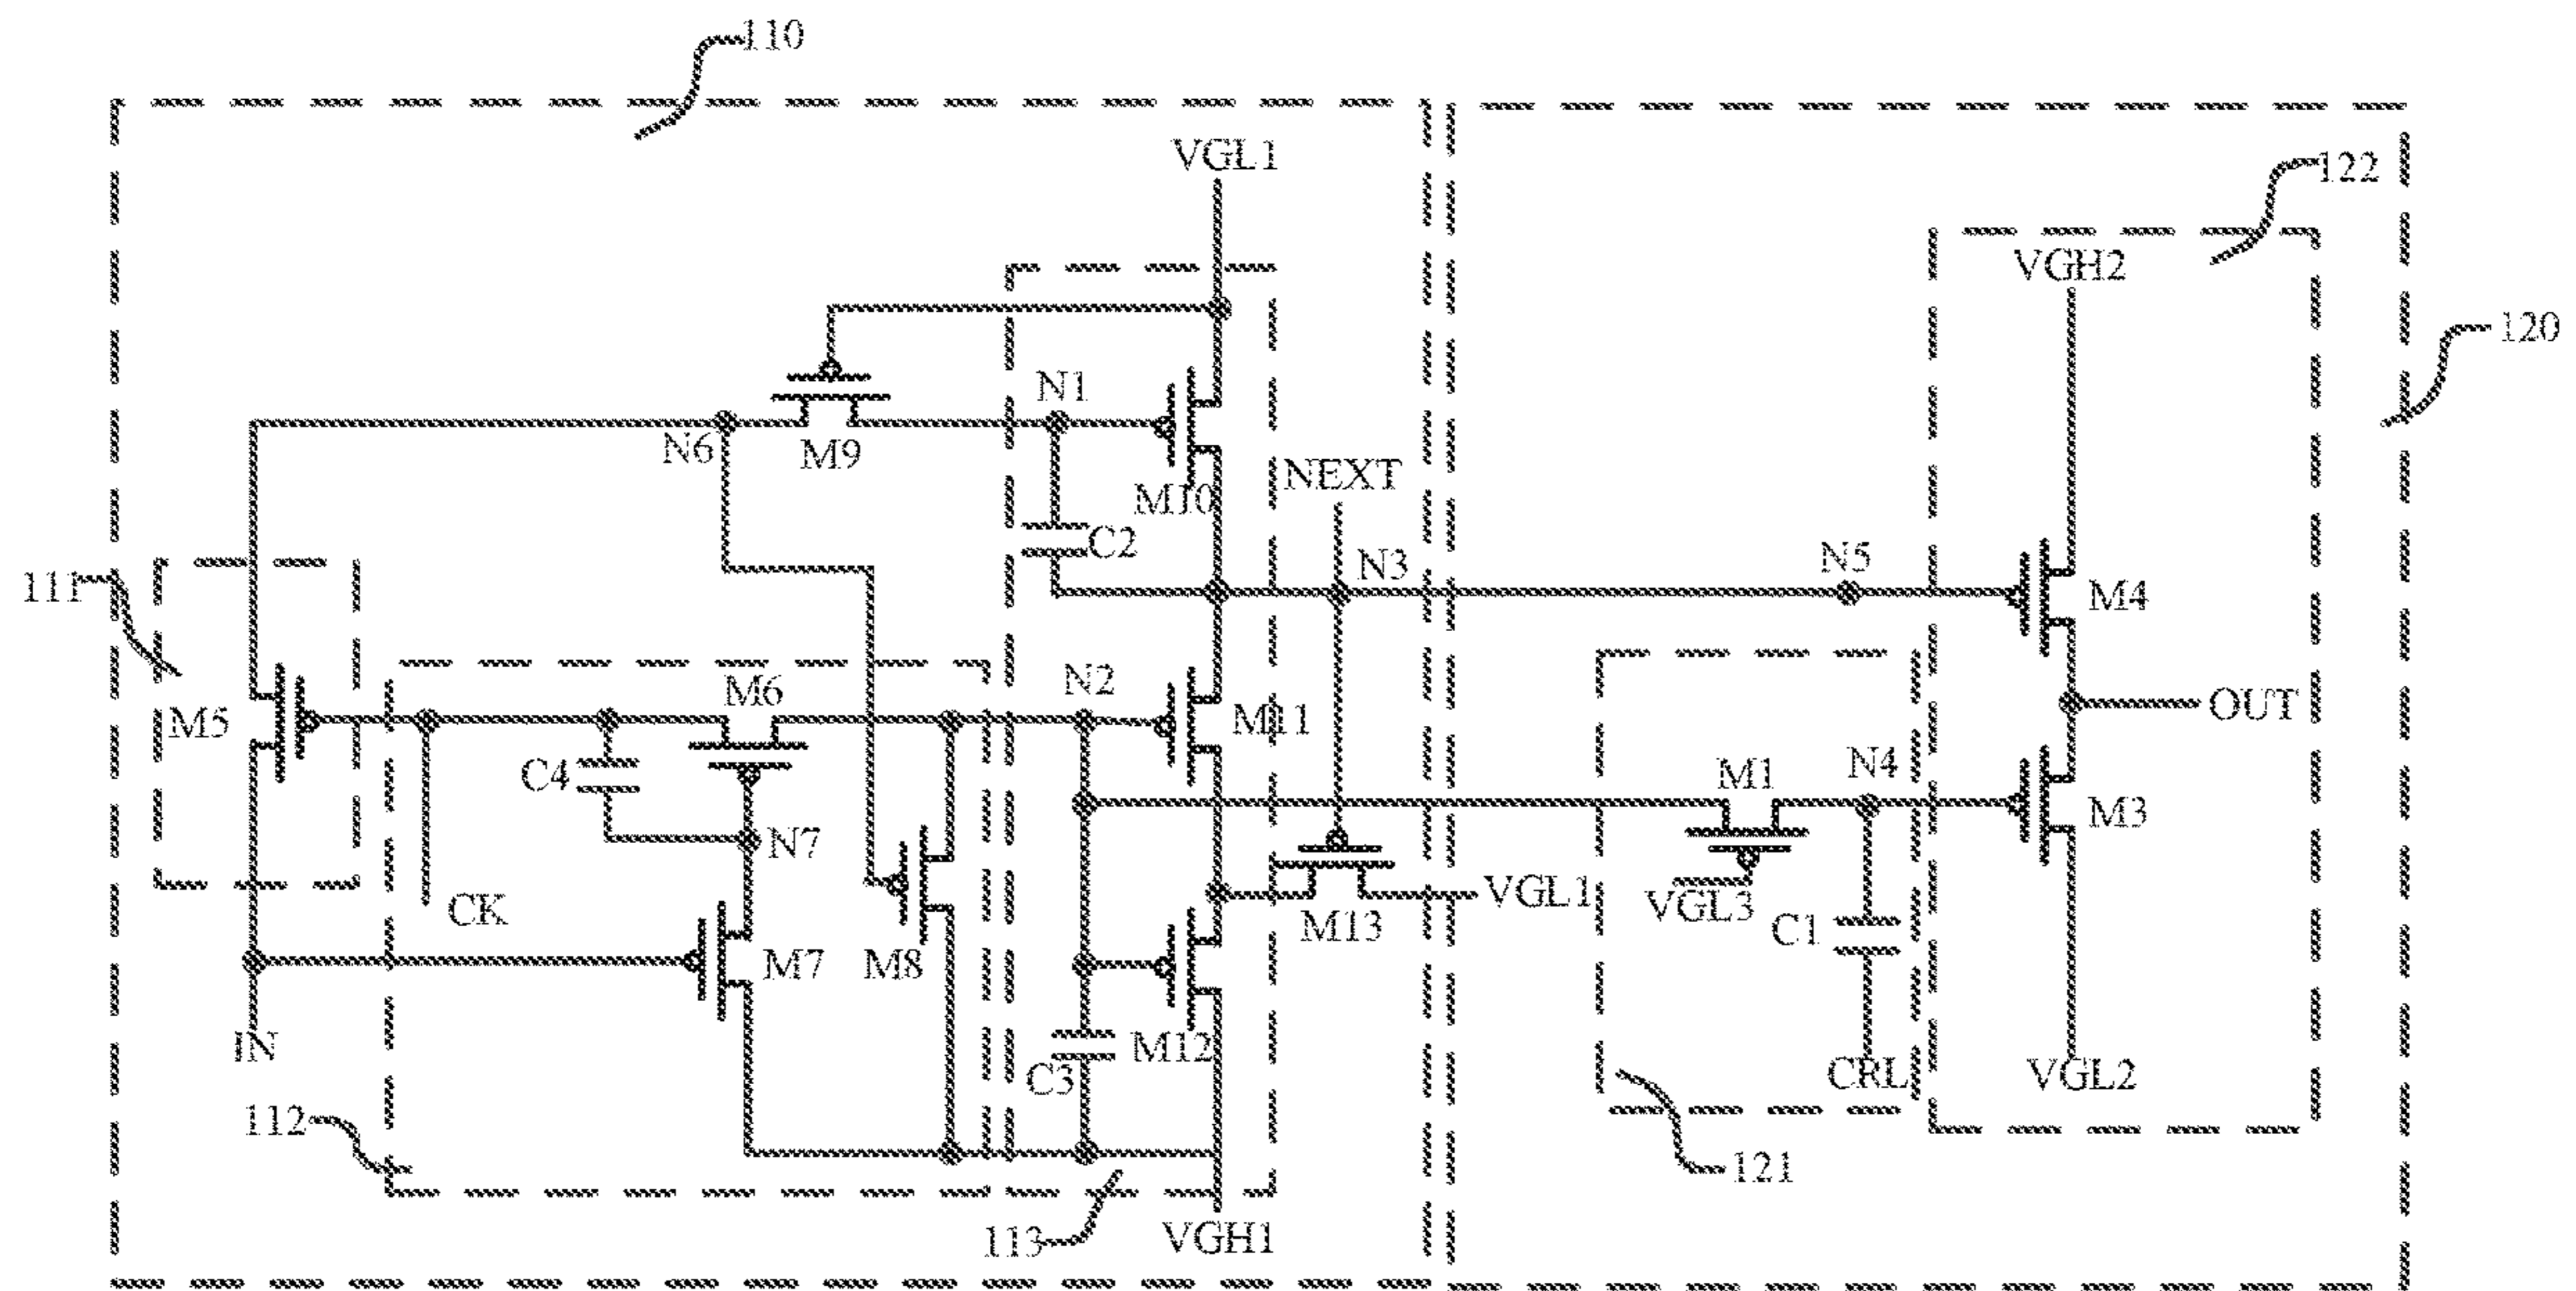 110
VGL1
122
VGH2
120
N1
N6
M9
M10
NEXT
C2
N3
N5
M4
111
M6
N2
M5
M11
OUT
C4
M1
N4
M3
N7
CK
VGL1
VGL3
C1
M7
M8
M13
IN
M12
C3
CRL
VGL2
112
121
113
VGH1